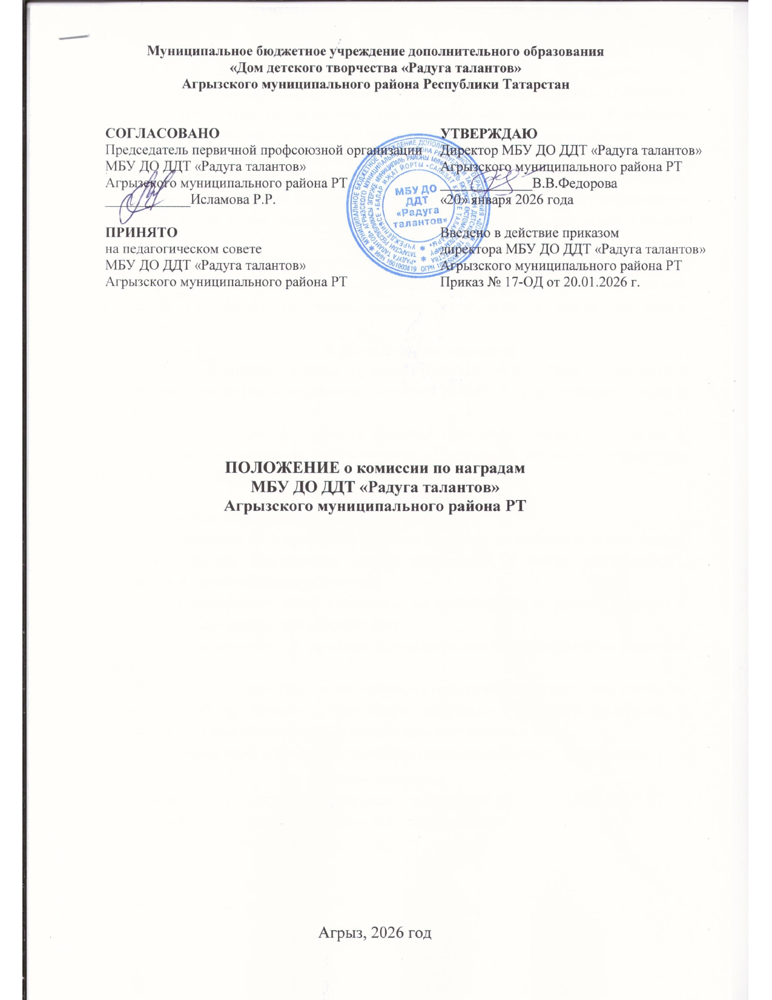 Муниципальное бюджетное учреждение дополнительного образования
«Дом детского творчества «Радуга талантов»
Агрызского муниципального района Республики Татарстан
СОГЛАСОВАНО
Председатель первичной профсоюзной организации
МБУ ДО ДДТ «Радуга талантов»
Агрызского муниципального района РТ
____________Исламова Р.Р.
ПРИНЯТО
на педагогическом совете
МБУ ДО ДДТ «Радуга талантов»
Агрызского муниципального района РТ
УТВЕРЖДАЮ
Директор МБУ ДО ДДТ «Радуга талантов»
Агрызского муниципального района РТ
_____________В.В.Федорова
«20» января 2026 года
Введено в действие приказом
директора МБУ ДО ДДТ «Радуга талантов»
Агрызского муниципального района РТ
Приказ № 17-ОД от 20.01.2026 г.
МБУ ДО
ДДТ
«Радуга
талантов»
ИНН 1601003819 ОГРН
ПОЛОЖЕНИЕ о комиссии по наградам
МБУ ДО ДДТ «Радуга талантов»
Агрызского муниципального района РТ
Агрыз, 2026 год